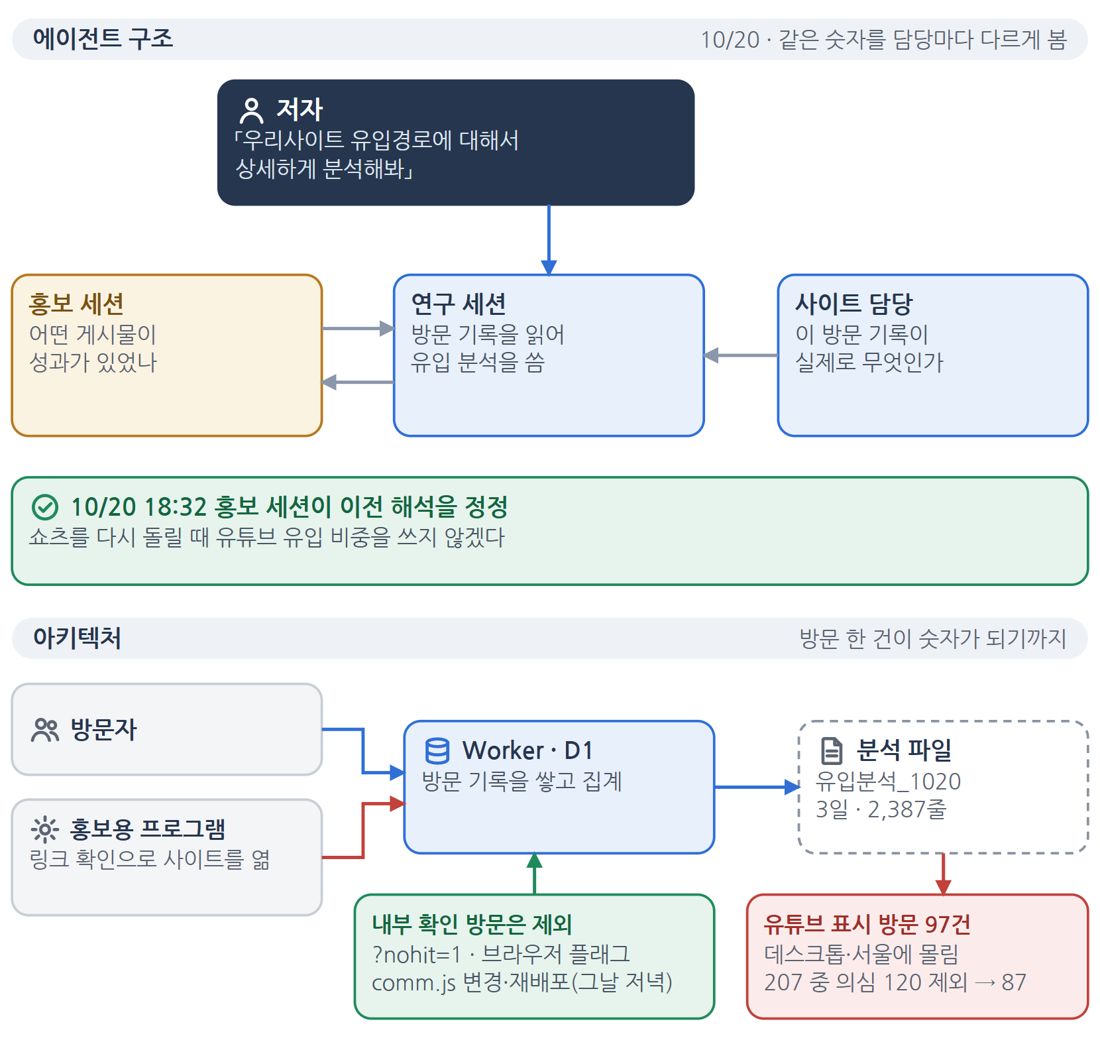 에이전트 구조
10/20 · 같은 숫자를 담당마다 다르게 봄
저자
「우리사이트 유입경로에 대해서
상세하게 분석해봐」
홍보 세션
어떤 게시물이
성과가 있었나
연구 세션
방문 기록을 읽어
유입 분석을 씀
사이트 담당
이 방문 기록이
실제로 무엇인가
10/20 18:32 홍보 세션이 이전 해석을 정정
쇼츠를 다시 돌릴 때 유튜브 유입 비중을 쓰지 않겠다
아키텍처
방문 한 건이 숫자가 되기까지
방문자
홍보용 프로그램
링크 확인으로 사이트를 엶
Worker · D1
방문 기록을 쌓고 집계
분석 파일
유입분석_1020
3일 · 2,387줄
내부 확인 방문은 제외
?nohit=1 · 브라우저 플래그
comm.js 변경·재배포(그날 저녁)
유튜브 표시 방문 97건
데스크톱·서울에 몰림
207 중 의심 120 제외 → 87